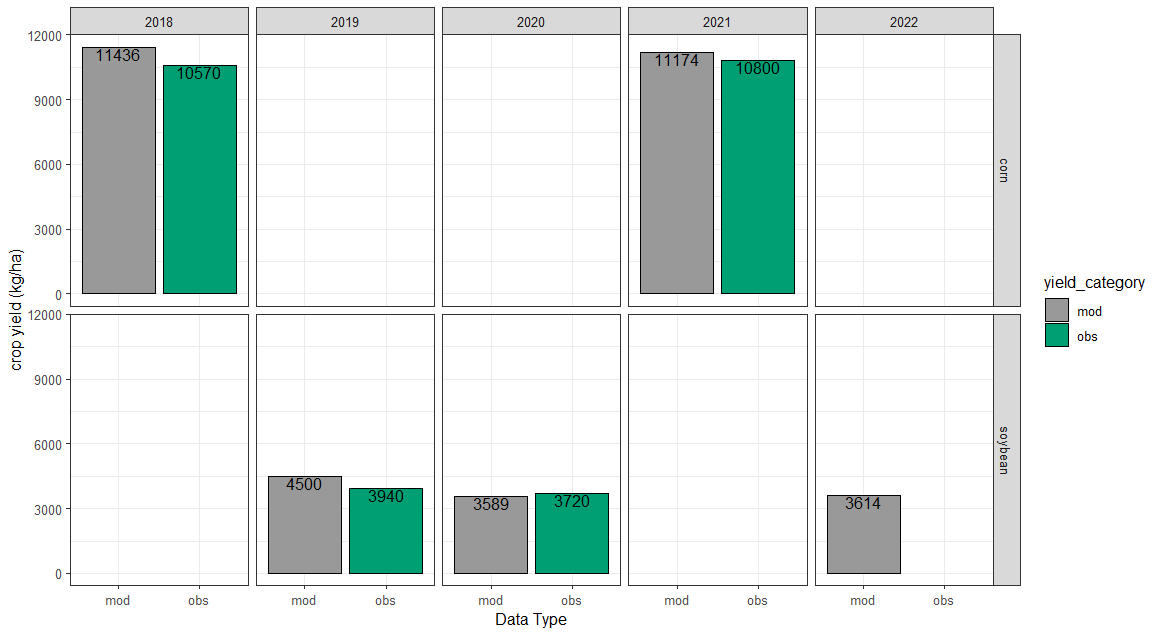 2018 2019 2020 2021 2022
12000
9000
6000
3000
0
11436
10570
11174
10800
corn
12000
9000
6000
3000
0
4500
3940
3589
3720
3614
soybean
mod obs mod obs mod obs mod obs mod obs
Data Type
crop yield (kg/ha)
yield_category
mod
obs